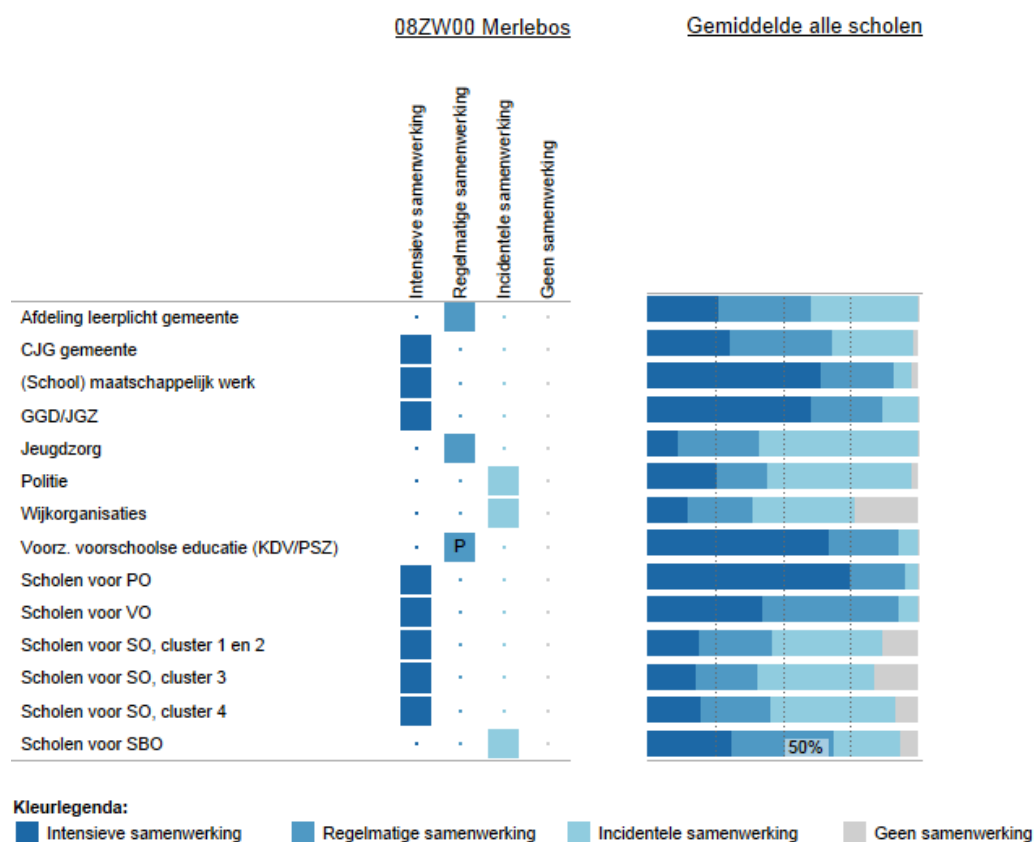 08ZW00 Merlebos
Gemiddelde alle scholen
Intensieve samenwerking
Regelmatige samenwerking
Incidentele samenwerking
Geen samenwerking
Afdeling leerplicht gemeente
CJG gemeente
(School) maatschappelijk werk
GGD/JGZ
Jeugdzorg
Politie
Wijkorganisaties
Voorz. voorschoolse educatie (KDV/PSZ)
P
Scholen voor PO
Scholen voor VO
Scholen voor SO, cluster 1 en 2
Scholen voor SO, cluster 3
Scholen voor SO, cluster 4
Scholen voor SBO
50%
Kleurlegenda:
Intensieve samenwerking
Regelmatige samenwerking
Incidentele samenwerking
Geen samenwerking